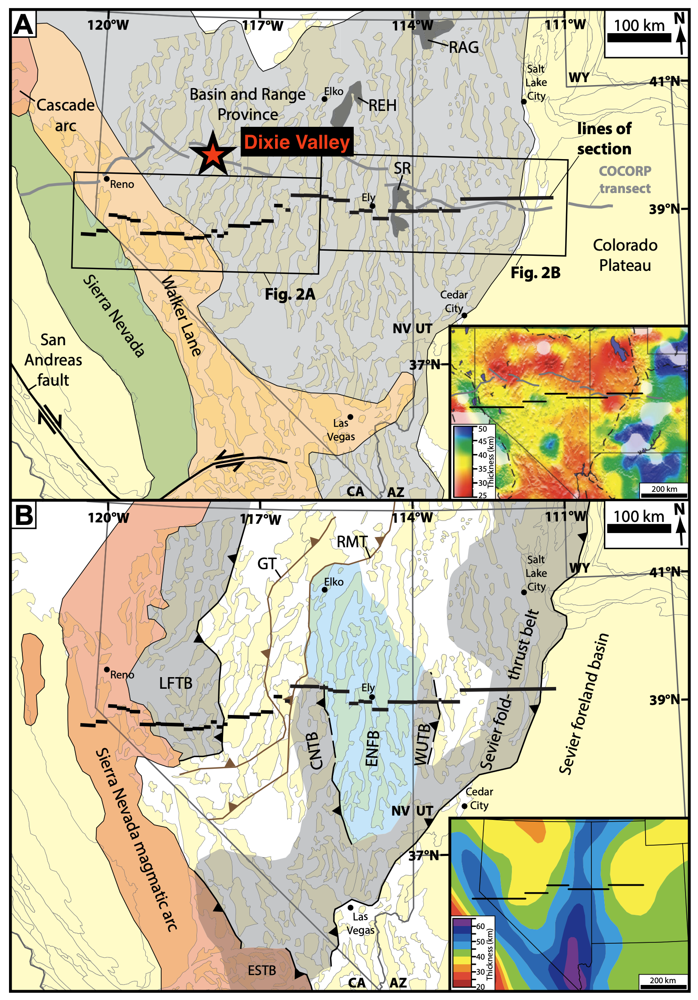 A
120°W
117°W
114°W
111°W
100 km
N
RAG
Salt
Lake
City
WY
41°N
Cascade
arc
Basin and Range
Province
Elko
REH
lines of
section
Dixie Valley
SR
COCORP
transect
Reno
Ely
39°N
Colorado
Plateau
Fig. 2B
Fig. 2A
Sierra Nevada
Walker Lane
Cedar
City
NV UT
San
Andreas
fault
37°N
Las
Vegas
CA
AZ
50
45
40
35
30
25
Thickness (km)
200 km
B
120°W
117°W
114°W
111°W
100 km
N
RMT
GT
Salt
Lake
City
WY
41°N
Elko
Sevier fold-
thrust belt
Sevier foreland basin
Reno
LFTB
Ely
39°N
CNTB
ENFB
WUTB
Sierra Nevada magmatic arc
Cedar
City
NV UT
37°N
Las
Vegas
ESTB
CA
AZ
60
50
40
30
20
Thickness (km)
200 km